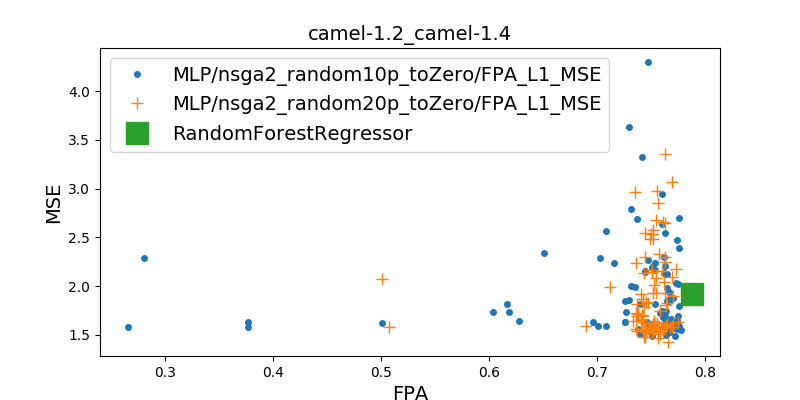 camel-1.2_camel-1.4
MLP/nsga2_random10p_toZero/FPA_L1_MSE
MLP/nsga2_random20p_toZero/FPA_L1_MSE
RandomForestRegressor
MSE
4.0
3.5
3.0
2.5
2.0
1.5
0.3 0.4 0.5 0.6 0.7 0.8
FPA